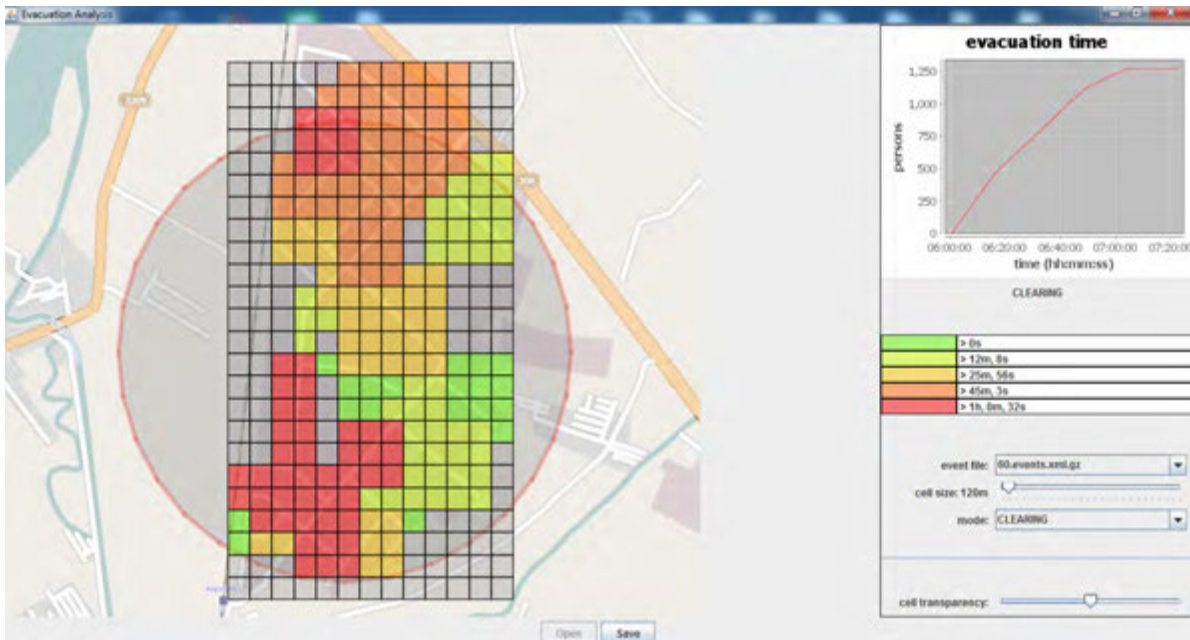 Evacuation Analysis
evacuation time
1,250
1,000
750
500
250
0
persons
06:00:00 06:20:00 06:40:00 07:00:00 07:20:00
time (hh:mm:ss)
CLEARING
> 0s
> 12m, 8s
> 25m, 56s
> 45m, 3s
> 1h, 0m, 32s
event file: 60.events.xml.gz
cell size: 120m
mode: CLEARING
cell transparency:
Open Save